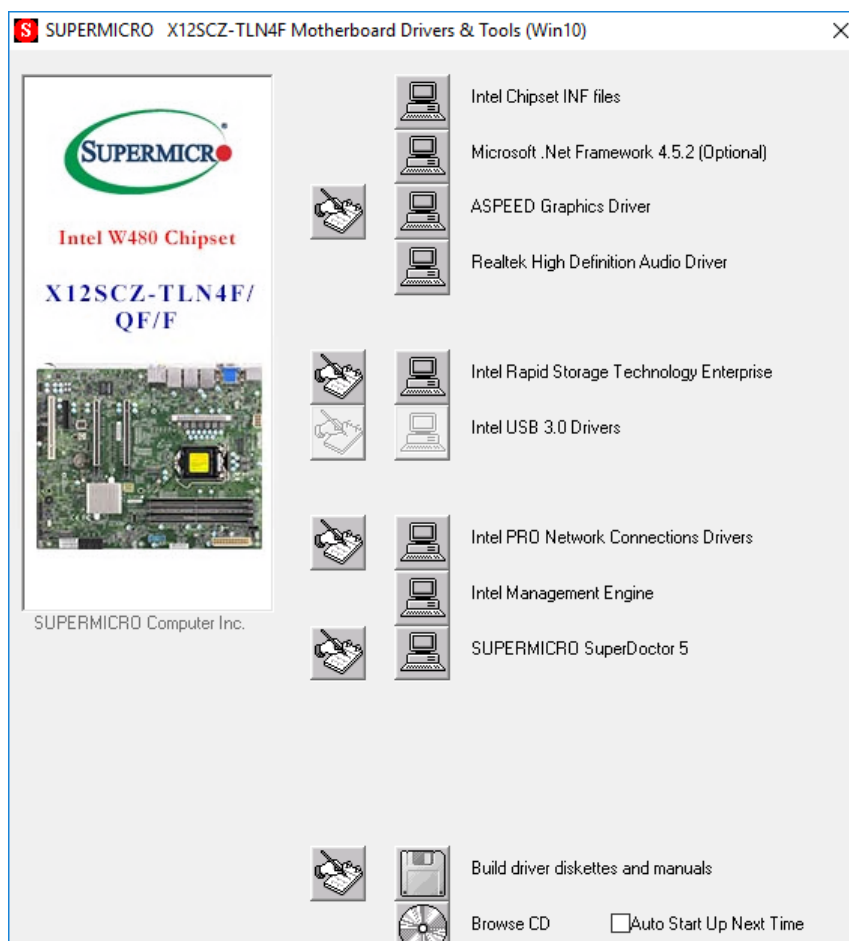 S SUPERMICRO X12SCZ-TLN4F Motherboard Drivers & Tools (Win10)
SUPERMICRO
Intel W480 Chipset
X12SCZ-TLN4F/
QF/F
SUPERMICRO Computer Inc.
Intel Chipset INF files
Microsoft .Net Framework 4.5.2 (Optional)
ASPEED Graphics Driver
Realtek High Definition Audio Driver
Intel Rapid Storage Technology Enterprise
Intel USB 3.0 Drivers
Intel PRO Network Connections Drivers
Intel Management Engine
SUPERMICRO SuperDoctor 5
Build driver diskettes and manuals
Browse CD Auto Start Up Next Time